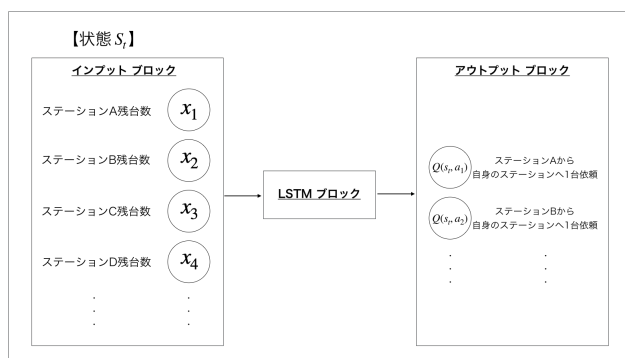 【状態 S_t】
インプット ブロック
ステーションA残台数 x_1
ステーションB残台数 x_2
ステーションC残台数 x_3
ステーションD残台数 x_4
LSTM ブロック
アウトプット ブロック
Q(s_t, a_1)
ステーションAから
自身のステーションへ1台依頼
Q(s_t, a_2)
ステーションBから
自身のステーションへ1台依頼